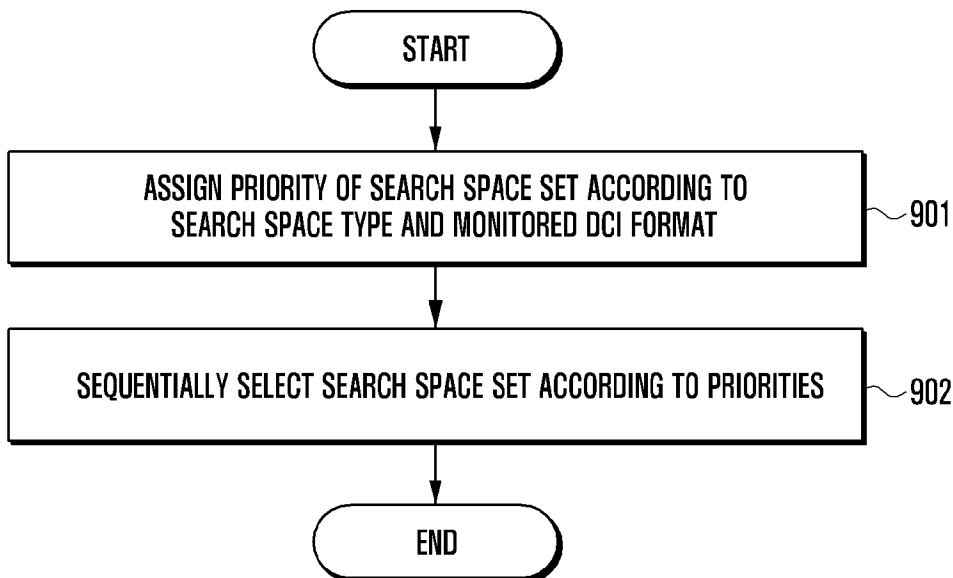 START
ASSIGN PRIORITY OF SEARCH SPACE SET ACCORDING TO
SEARCH SPACE TYPE AND MONITORED DCI FORMAT
901
SEQUENTIALLY SELECT SEARCH SPACE SET ACCORDING TO PRIORITIES
902
END